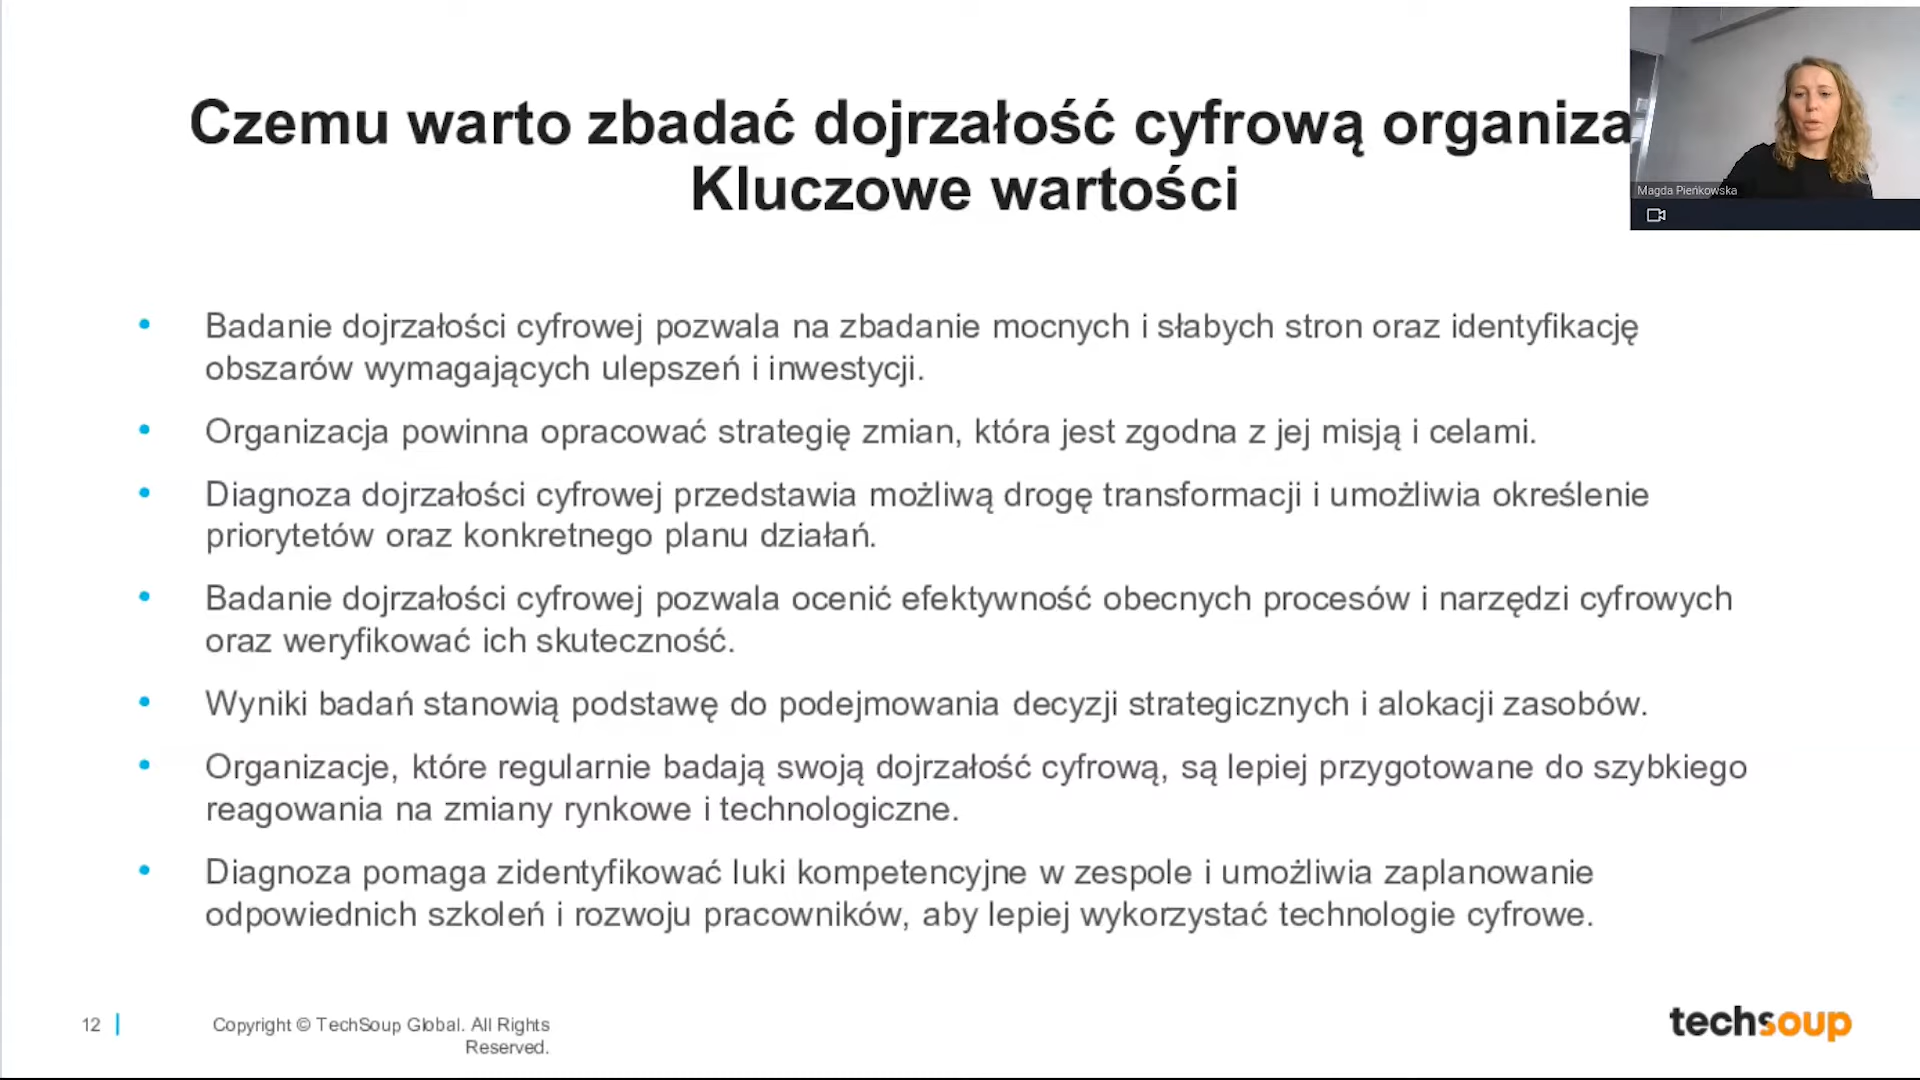 Czemu warto zbadać dojrzałość cyfrową
Kluczowe wartości
Magda Pieńkowska
• Badanie dojrzałości cyfrowej pozwala na zbadanie mocnych i słabych stron oraz identyfikację
obszarów wymagających ulepszeń i inwestycji.
• Organizacja powinna opracować strategię zmian, która jest zgodna z jej misją i celami.
• Diagnoza dojrzałości cyfrowej przedstawia możliwą drogę transformacji i umożliwia określenie
priorytetów oraz konkretnego planu działań.
• Badanie dojrzałości cyfrowej pozwala ocenić efektywność obecnych procesów i narzędzi cyfrowych
oraz weryfikować ich skuteczność.
• Wyniki badań stanowią podstawę do podejmowania decyzji strategicznych i alokacji zasobów.
• Organizacje, które regularnie badają swoją dojrzałość cyfrową, są lepiej przygotowane do szybkiego
reagowania na zmiany rynkowe i technologiczne.
• Diagnoza pomaga zidentyfikować luki kompetencyjne w zespole i umożliwia zaplanowanie
odpowiednich szkoleń i rozwoju pracowników, aby lepiej wykorzystać technologie cyfrowe.
12
Copyright © TechSoup Global. All Rights
Reserved.
techsoup